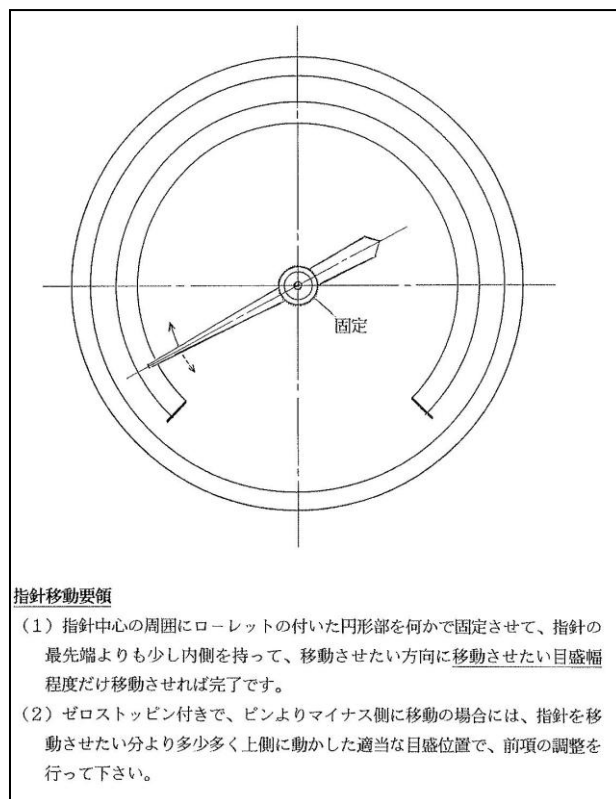 固定
指針移動要領
（1）指針中心の周囲にローレットの付いた円形部を何かで固定させて、指針の
最先端よりも少し内側を持って、移動させたい方向に移動させたい目盛幅
程度だけ移動させれば完了です。
（2）ゼロストッピン付きで、ピンよりマイナス側に移動の場合には、指針を移
動させたい分より多少多く上側に動かした適当な目盛位置で、前項の調整を
行って下さい。